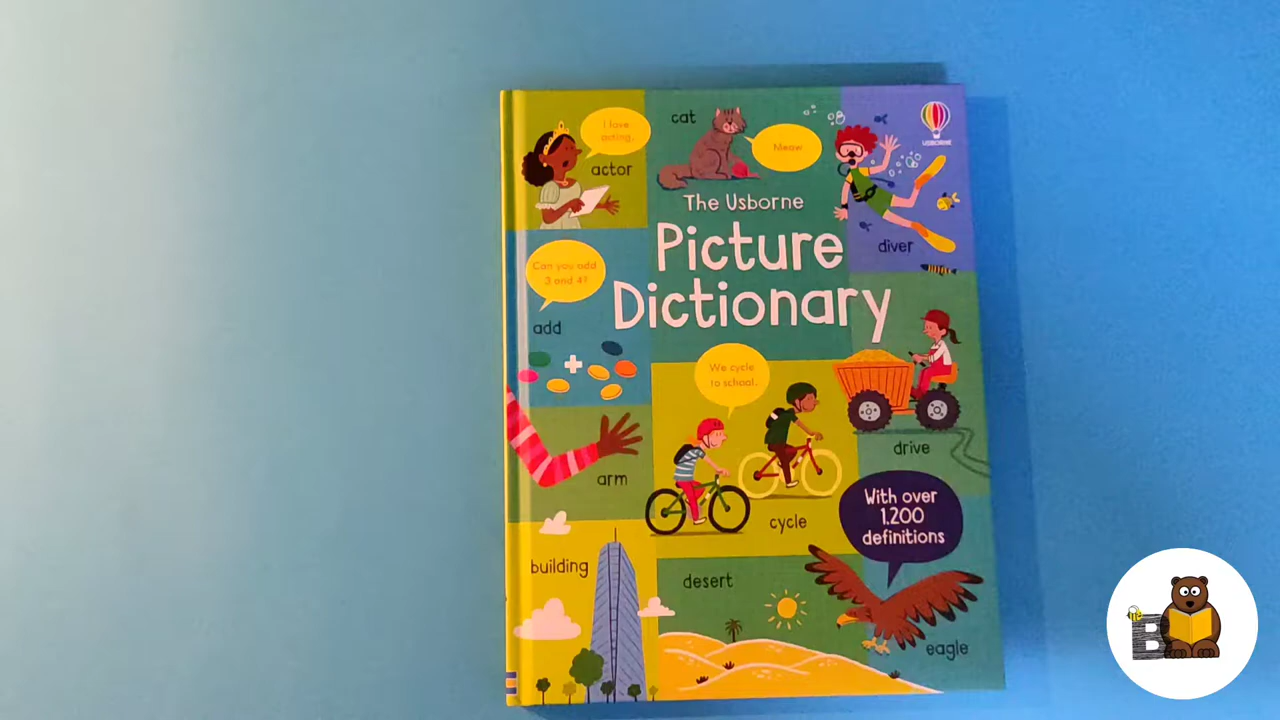 I love
acting.
actor
cat
Meow
USBORNE
diver
The Usborne
Picture
Dictionary
Can you add
3 and 4?
add
We cycle
to school.
drive
arm
cycle
With over
1,200
definitions
building
desert
eagle
B